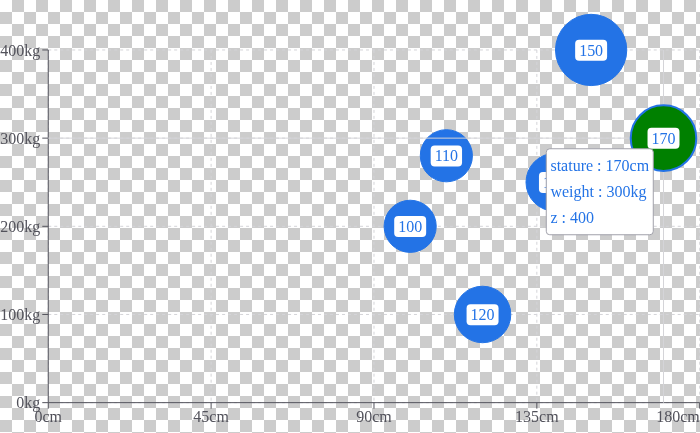 400kg
150
300kg
170
110
stature : 170cm
weight : 300kg
z : 400
200kg
100
100kg
120
0kg
0cm
45cm
90cm
135cm
180cm